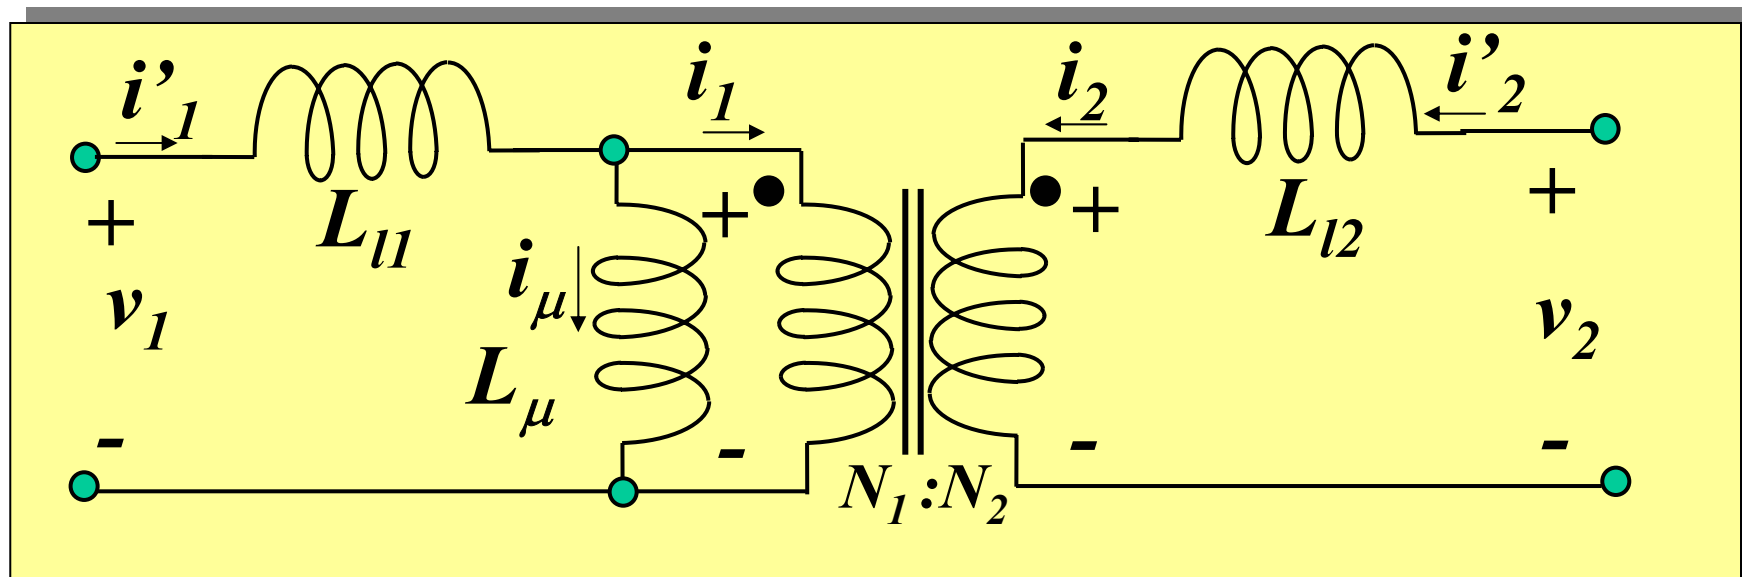 i’1
i1
i2
i’2
Ll1
Ll2
+
+
+
+
v1
iμ
v2
Lμ
-
-
-
-
N1:N2